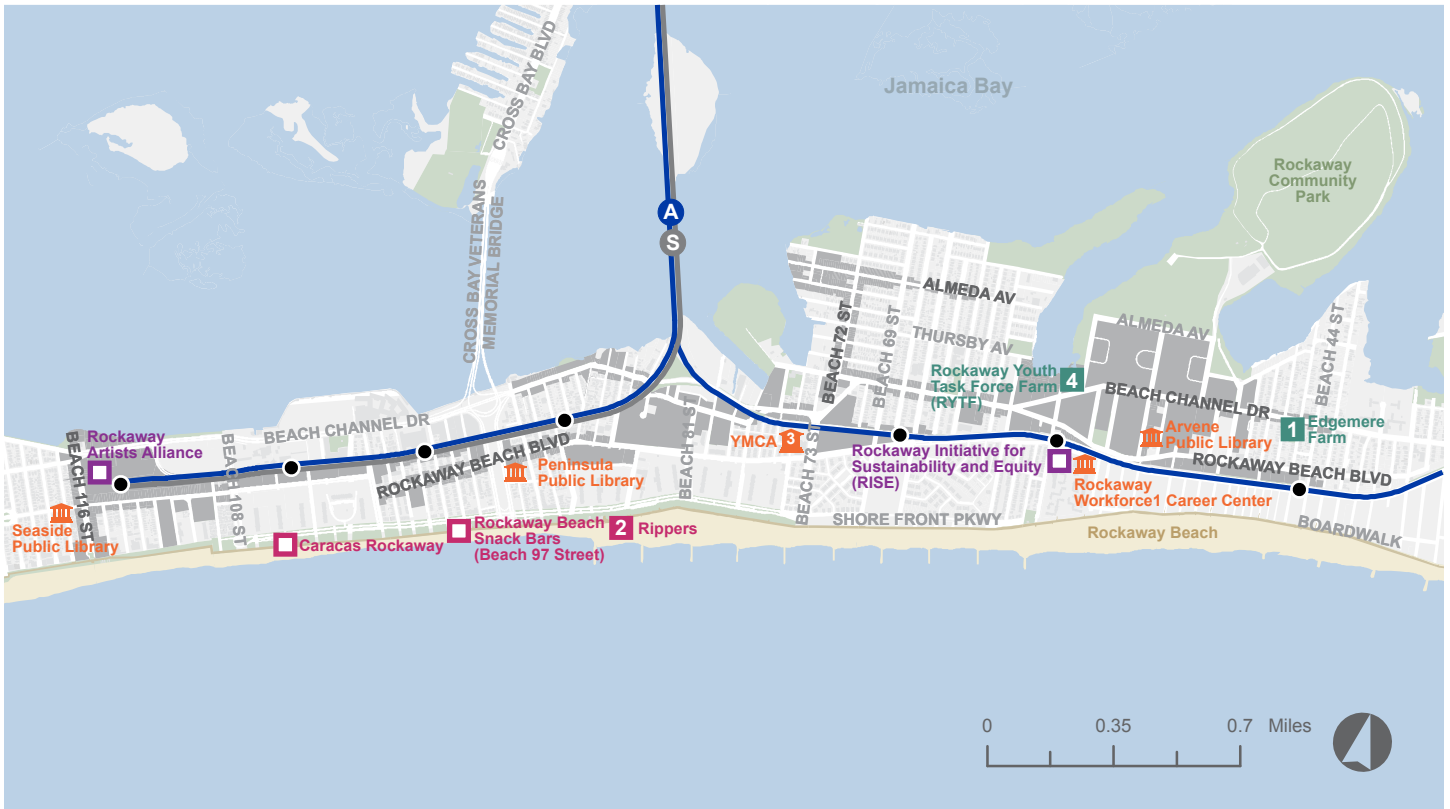 CROSS BAY BLVD
Jamaica Bay
Rockaway
Community
Park
CROSS BAY VETERANS
MEMORIAL BRIDGE
A
S
ALMEDA AV
BEACH 72 ST
BEACH 69 ST
THURSBY AV
ALMEDA AV
BEACH 44 ST
Rockaway Youth
Task Force Farm
(RYTF)
4
BEACH CHANNEL DR
BEACH CHANNEL DR
BEACH 116 ST
Rockaway
Artists Alliance
BEACH 108 ST
ROCKAWAY BEACH BLVD
Peninsula
Public Library
BEACH 81 ST
YMCA
3
BEACH 73 ST
Rockaway Initiative for
Sustainability and Equity
(RISE)
Arvene
Public Library
1
Edgemere
Farm
ROCKAWAY BEACH BLVD
Rockaway
Workforce1 Career Center
Seaside
Public Library
Caracas Rockaway
Rockaway Beach
Snack Bars
(Beach 97 Street)
2
Rippers
SHORE FRONT PKWY
Rockaway Beach
BOARDWALK
0 0.35 0.7 Miles